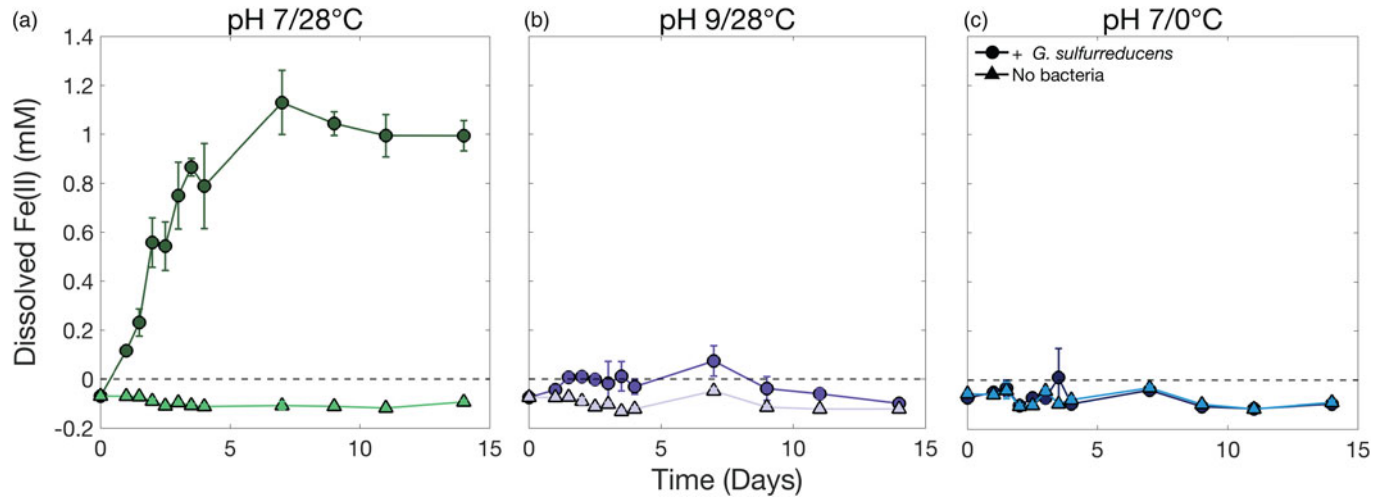 (a) pH 7/28°C
(b) pH 9/28°C
(c) pH 7/0°C
Dissolved Fe(II) (mM)
1.4
1.2
1
0.8
0.6
0.4
0.2
0
-0.2
+ G. sulfurreducens
No bacteria
0 5 10 15
0 5 10 15
0 5 10 15
Time (Days)